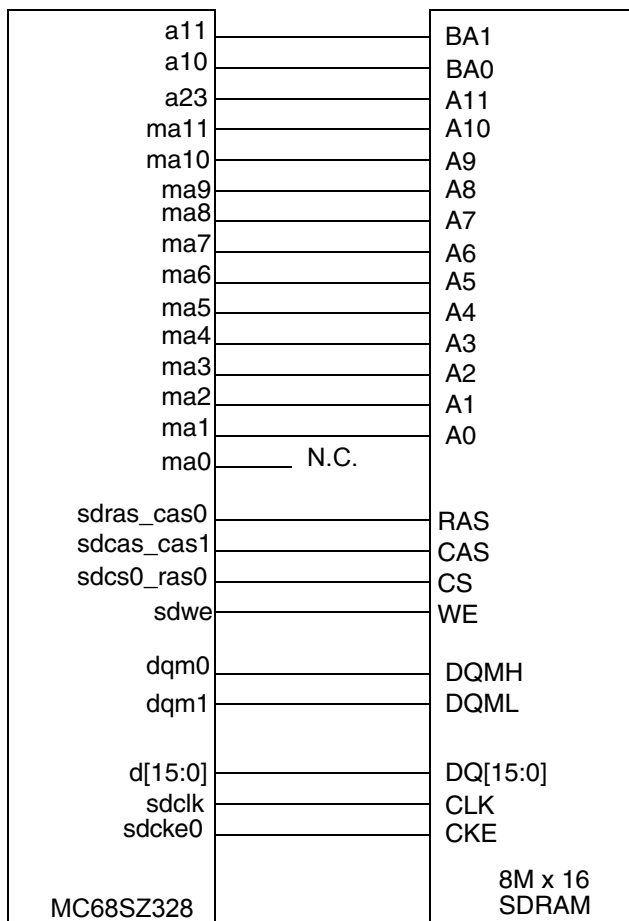 a11 BA1
a10 BA0
a23 A11
ma11 A10
ma10 A9
ma9 A8
ma8 A7
ma7 A6
ma6 A5
ma5 A4
ma4 A3
ma3 A2
ma2 A1
ma1 A0
ma0 N.C.
sdras_cas0 RAS
sdcas_cas1 CAS
sdcs0_ras0 CS
sdwe WE
dqm0 DQMH
dqm1 DQML
d[15:0] DQ[15:0]
sdclk CLK
sdcke0 CKE
MC68SZ328
8M x 16
SDRAM